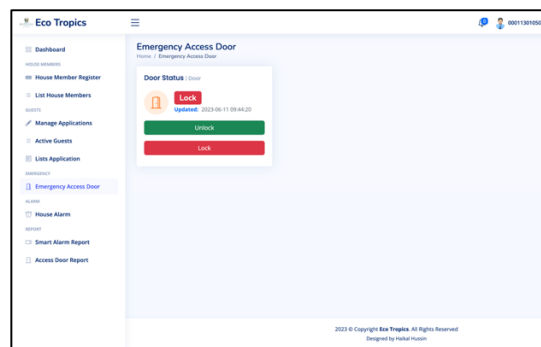 Eco Tropics
000113010505
Dashboard
HOUSE MEMBERS
House Member Register
List House Members
GUESTS
Manage Applications
Active Guests
Lists Application
EMERGENCY
Emergency Access Door
ALARM
House Alarm
REPORT
Smart Alarm Report
Access Door Report
Emergency Access Door
Home / Emergency Access Door
Door Status | Door
Lock
Updated: 2023-06-11 09:44:20
Unlock
Lock
2023 © Copyright Eco Tropics. All Rights Reserved
Designed by Haikal Hussin